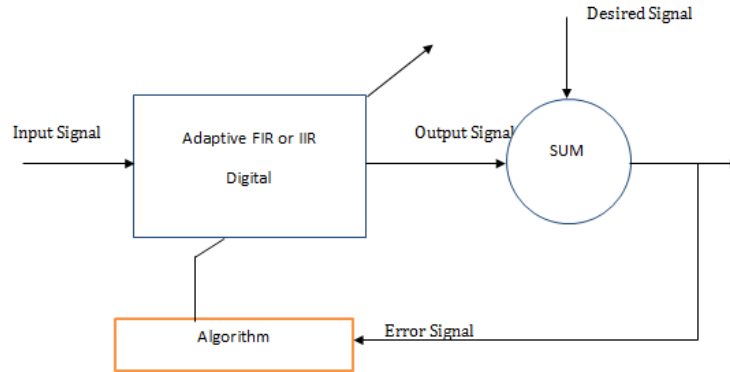 Desired Signal
Input Signal
Adaptive FIR or IIR
Digital
Output Signal
SUM
Algorithm
Error Signal